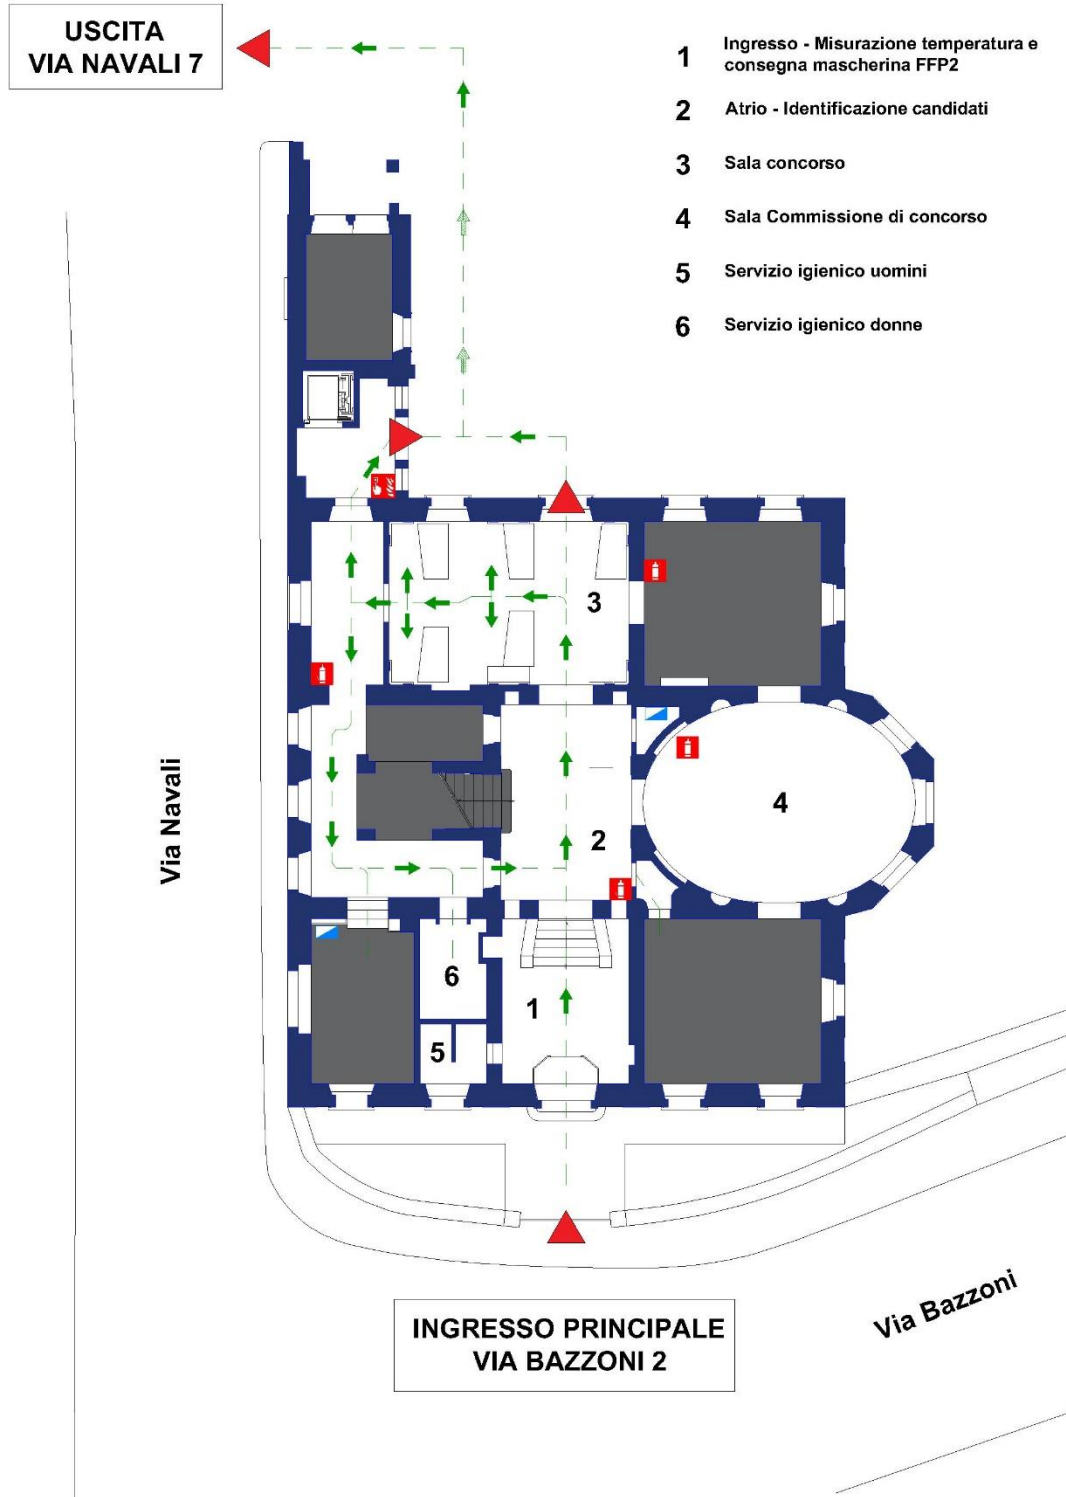 USCITA
VIA NAVALI 7
1 Ingresso - Misurazione temperatura e
consegna mascherina FFP2
2 Atrio - Identificazione candidati
3 Sala concorso
4 Sala Commissione di concorso
5 Servizio igienico uomini
6 Servizio igienico donne
3
4
2
6
1
5
Via Navali
Via Bazzoni
INGRESSO PRINCIPALE
VIA BAZZONI 2